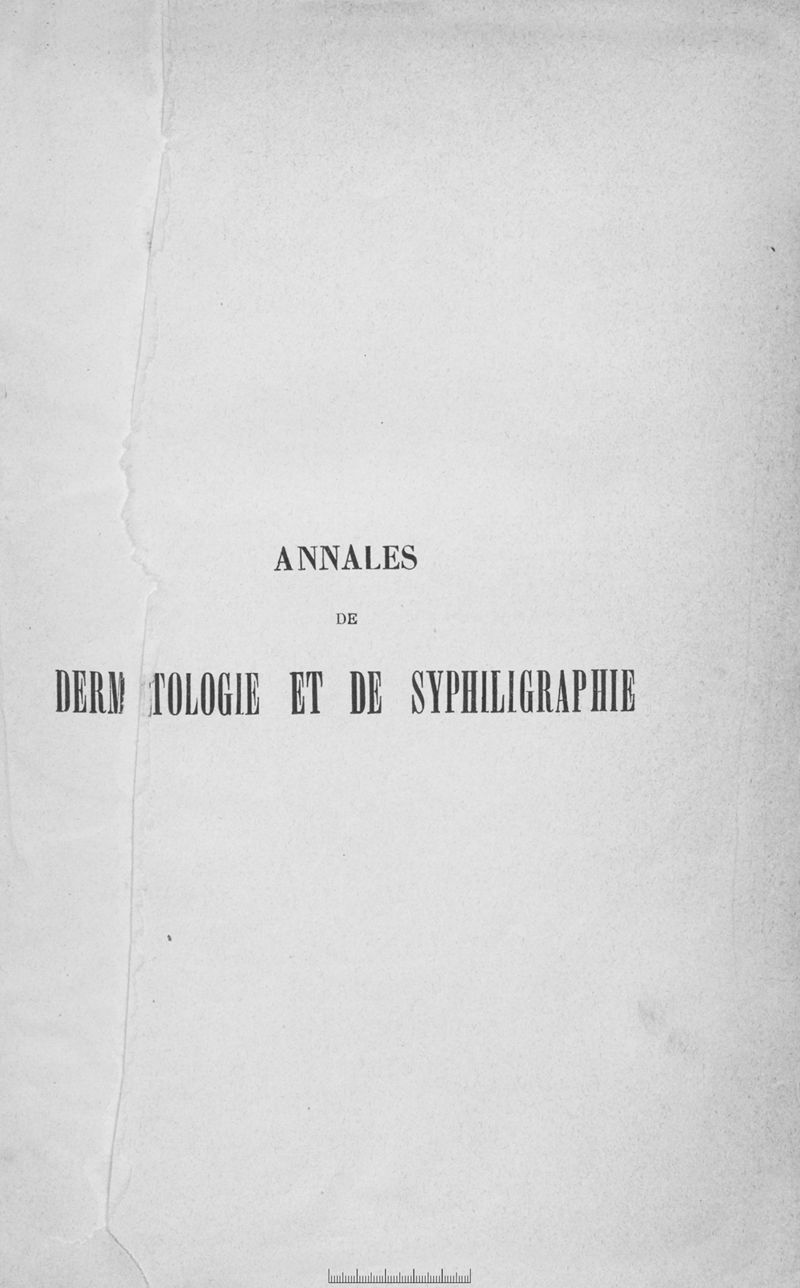 ANNALES
DE
DERM TOLOGIE ET DE SYPHILIGRAPHIE